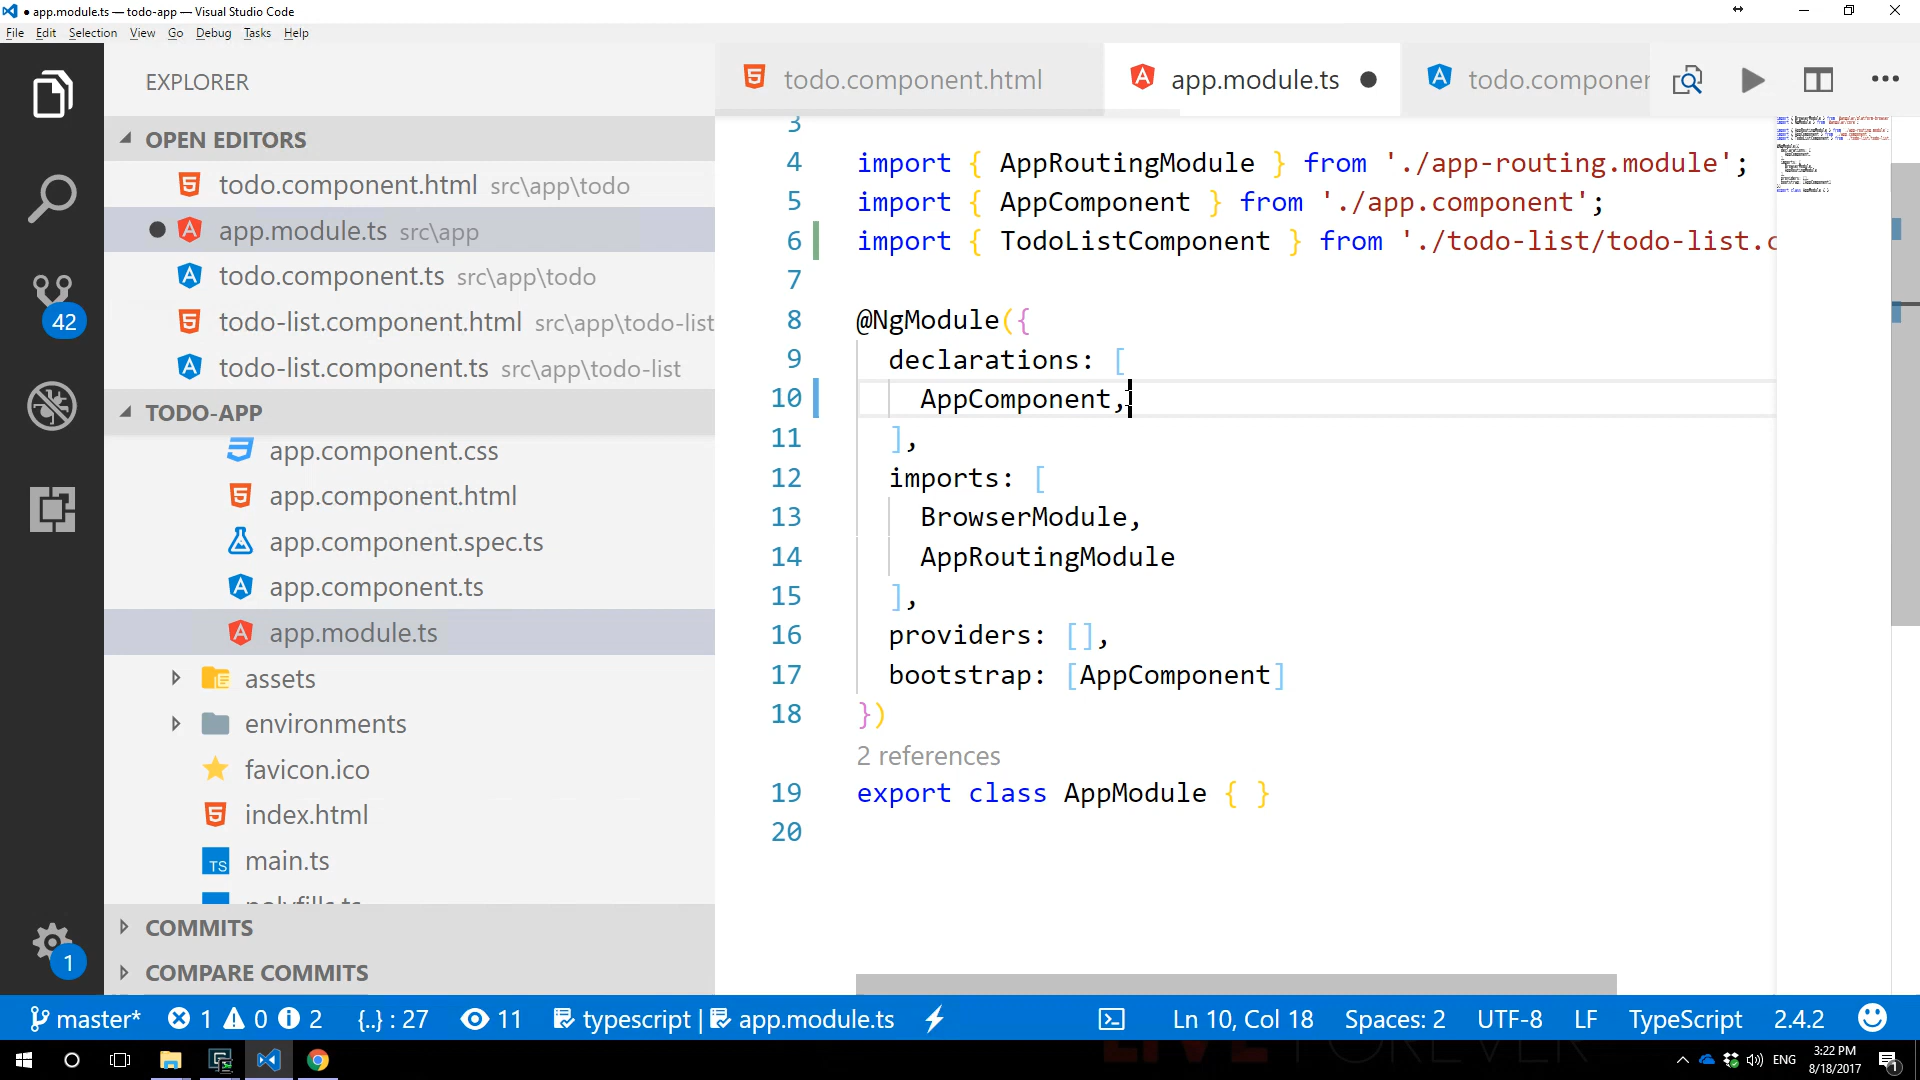 app.module.ts — todo-app — Visual Studio Code
File Edit Selection View Go Debug Tasks Help
EXPLORER
OPEN EDITORS
todo.component.html src\app\todo
app.module.ts src\app
todo.component.ts src\app\todo
todo-list.component.html src\app\todo-list
todo-list.component.ts src\app\todo-list
TODO-APP
app.component.css
app.component.html
app.component.spec.ts
app.component.ts
app.module.ts
assets
environments
favicon.ico
index.html
main.ts
polyfills.ts
COMMITS
COMPARE COMMITS
42
1
todo.component.html app.module.ts todo.componer
3
4 import { AppRoutingModule } from './app-routing.module';
5 import { AppComponent } from './app.component';
6 import { TodoListComponent } from './todo-list/todo-list.c
7
8 @NgModule({
9 declarations: [
10 AppComponent,
11 ],
12 imports: [
13 BrowserModule,
14 AppRoutingModule
15 ],
16 providers: [],
17 bootstrap: [AppComponent]
18 })
2 references
19 export class AppModule { }
20
master* 1 0 2 {..} : 27 11 typescript | app.module.ts Ln 10, Col 18 Spaces: 2 UTF-8 LF TypeScript 2.4.2
ENG 3:22 PM
8/18/2017
1